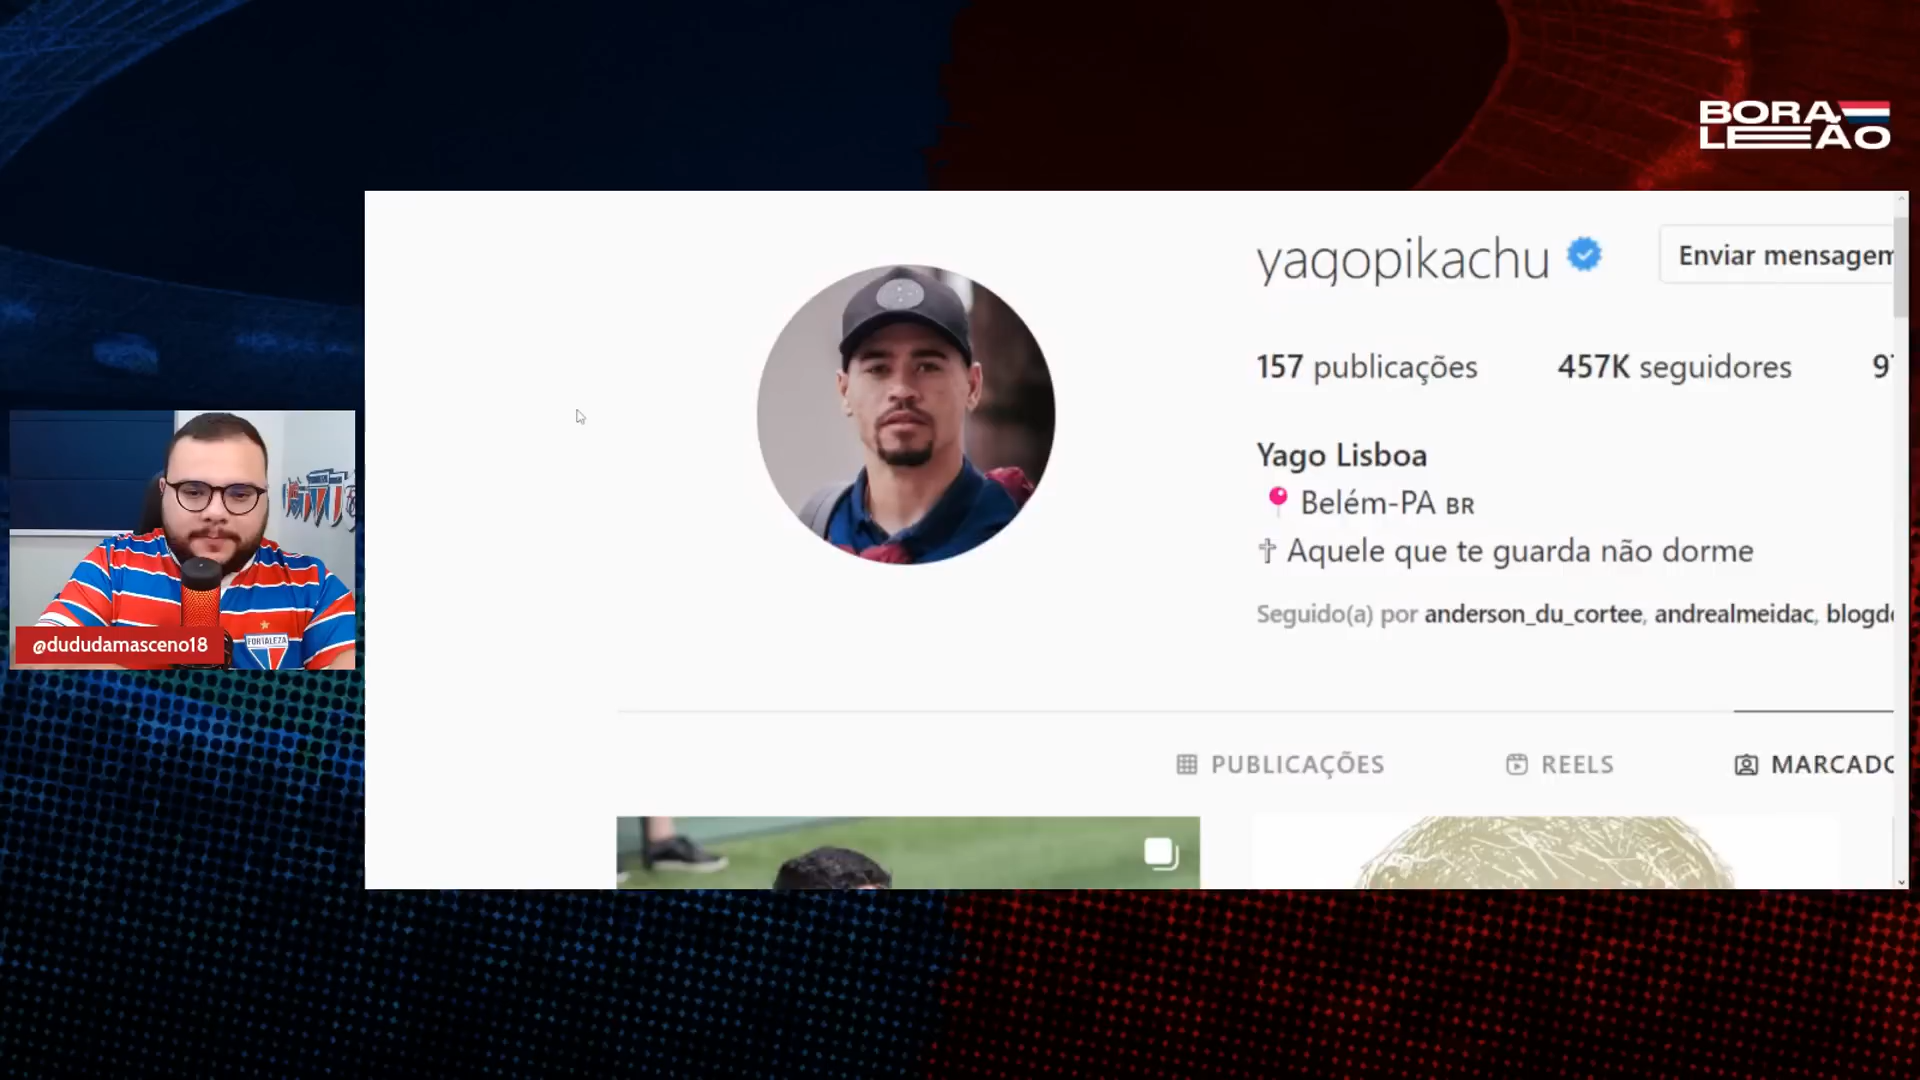 BORA
LEÃO
yagopikachu
Enviar mensagem
157 publicações
457K seguidores
Yago Lisboa
Belém-PA BR
✝ Aquele que te guarda não dorme
Seguido(a) por anderson_du_cortee, andrealmeidac,
PUBLICAÇÕES
REELS
@dududamasceno18
FORTALEZA